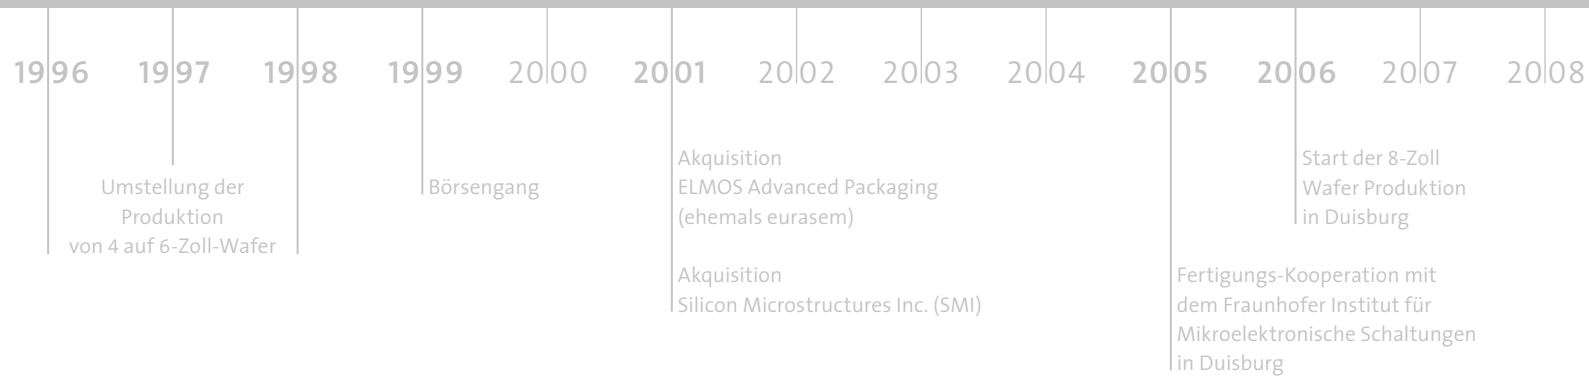 1996 1997 1998 1999 2000 2001 2002 2003 2004 2005 2006 2007 2008
Umstellung der
Produktion
von 4 auf 6-Zoll-Wafer
Börsengang
Akquisition
ELMOS Advanced Packaging
(ehemals eurasem)
Akquisition
Silicon Microstructures Inc. (SMI)
Fertigungs-Kooperation mit
dem Fraunhofer Institut für
Mikroelektronische Schaltungen
in Duisburg
Start der 8-Zoll
Wafer Produktion
in Duisburg